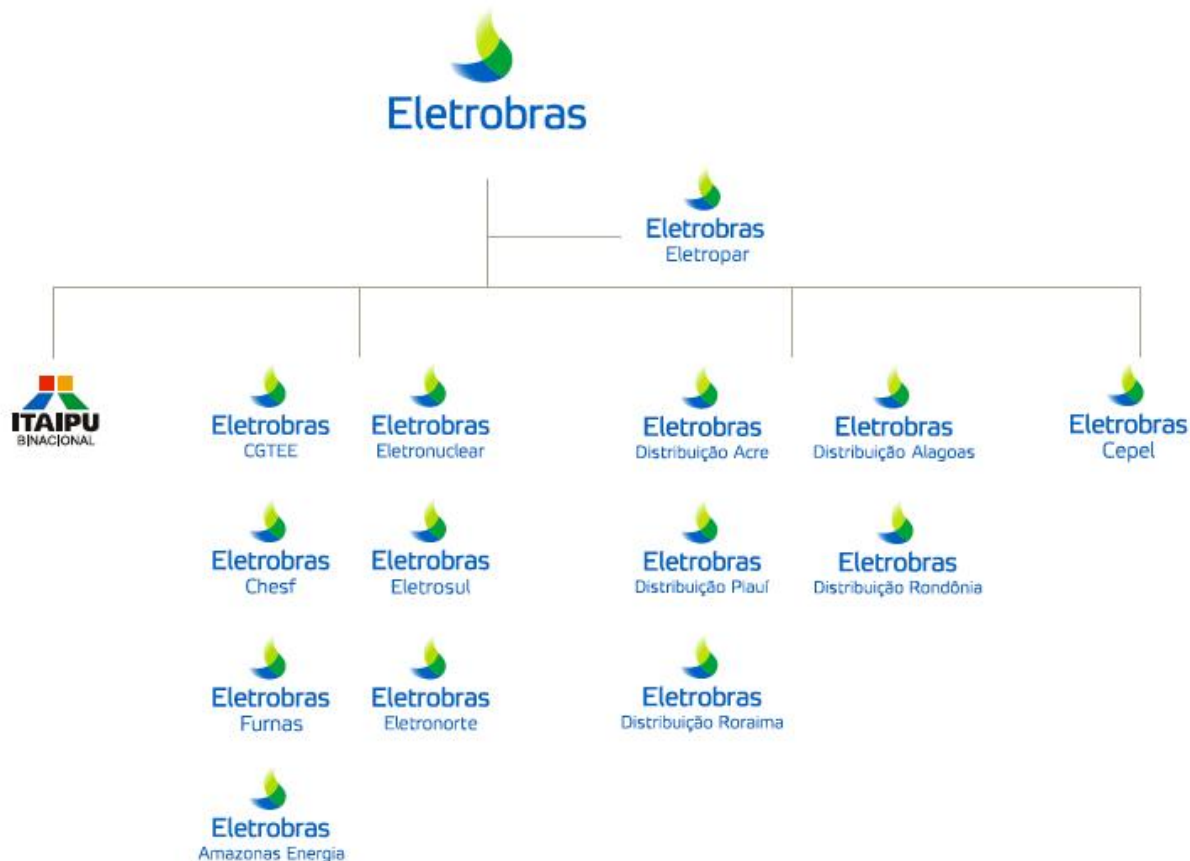 Eletrobras
Eletrobras
Eletropar
ITAIPU
BINACIONAL
Eletrobras
CGTEE
Eletrobras
Eletronuclear
Eletrobras
Distribuição Acre
Eletrobras
Distribuição Alagoas
Eletrobras
Cepel
Eletrobras
Chesf
Eletrobras
Eletrosul
Eletrobras
Distribuição Piauí
Eletrobras
Distribuição Rondônia
Eletrobras
Furnas
Eletrobras
Eletronorte
Eletrobras
Distribuição Roraima
Eletrobras
Amazonas Energia